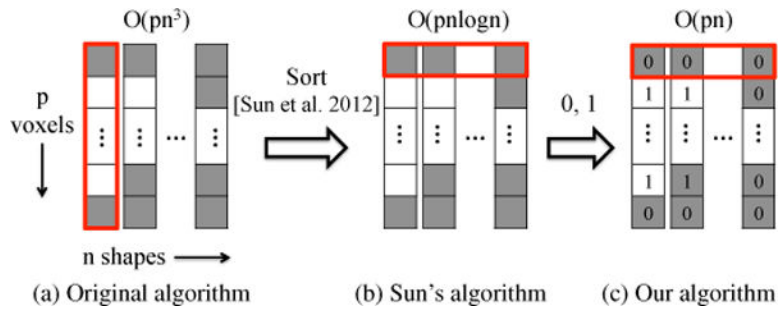 O(pn³)
O(pnlogn)
O(pn)
p
voxels
Sort
[Sun et al. 2012]
0, 1
0 0 0
1 1 0
1 1 0
0 0 0
n shapes
(a) Original algorithm
(b) Sun's algorithm
(c) Our algorithm